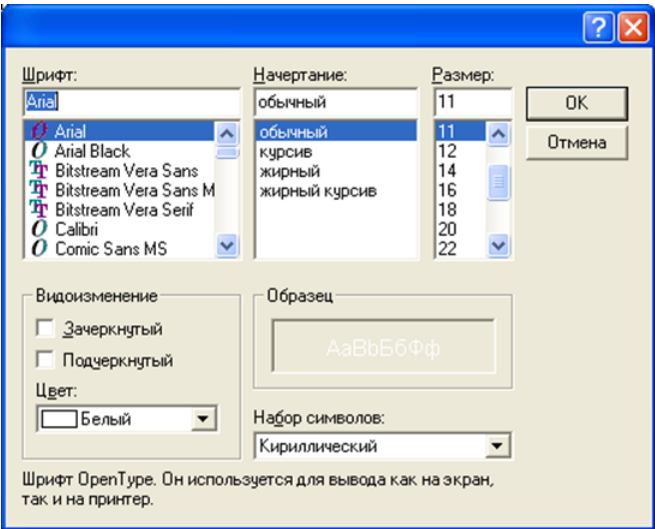 Шрифт:
Arial
Arial
Arial Black
Bitstream Vera Sans
Bitstream Vera Sans M
Bitstream Vera Serif
Calibri
Comic Sans MS
Начертание:
обычный
обычный
курсив
жирный
жирный курсив
Размер:
11
11
12
14
16
18
20
22
OK
Отмена
Видоизменение
Зачеркнутый
Подчеркнутый
Цвет:
Белый
Образец
АаВbБбФф
Набор символов:
Кириллический
Шрифт OpenType. Он используется для вывода как на экран,
так и на принтер.